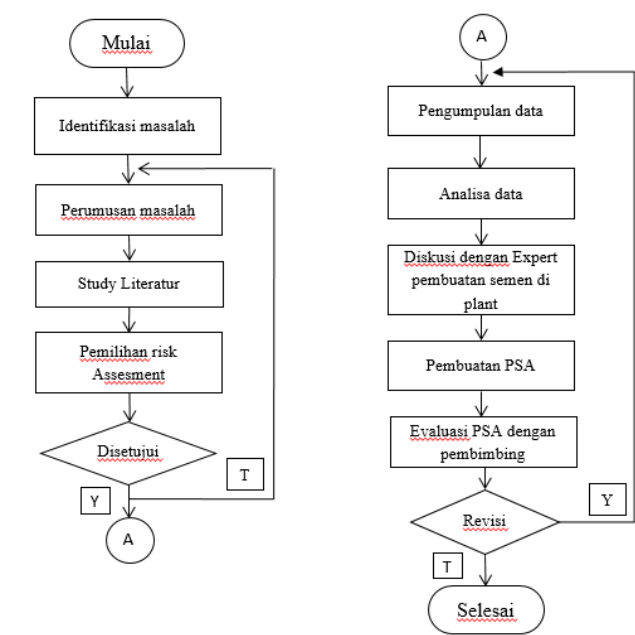 Mulai
Identifikasi masalah
Perumusan masalah
Study Literatur
Pemilihan risk
Assesment
Disetujui
T
Y
A
A
Pengumpulan data
Analisa data
Diskusi dengan Expert
pembuatan semen di
plant
Pembuatan PSA
Evaluasi PSA dengan
pembimbing
Revisi
Y
T
Selesai